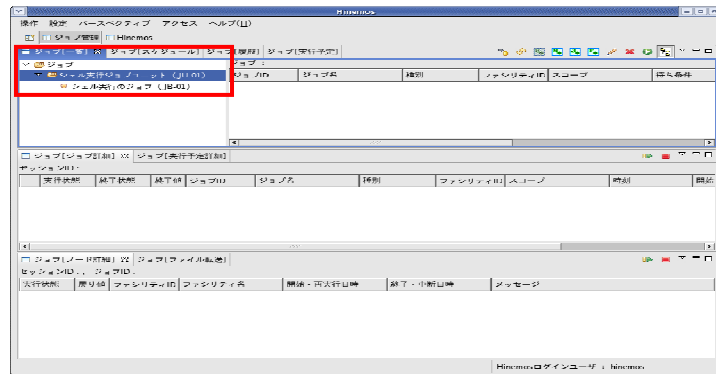 Hinemos
操作 設定 パースペクティブ アクセス ヘルプ(H)
ジョブ管理 Hinemos
ジョブ[一覧] ジョブ[スケジュール] ジョブ[履歴] ジョブ[実行予定]
ジョブ
シェル実行ジョブユニット (JU-01)
シェル実行のジョブ (JB-01)
ジョブ :
ジョブID ジョブ名 種別 ファシリティID スコープ 待ち条件
ジョブ[ジョブ詳細] ジョブ[実行予定詳細]
セッションID:
実行状態 終了状態 終了値 ジョブID ジョブ名 種別 ファシリティID スコープ 時刻 開始
ジョブ[ノード詳細] ジョブ[ファイル転送]
セッションID:, ジョブID:
実行状態 戻り値 ファシリティID ファシリティ名 開始・再実行日時 終了・中断日時 メッセージ
Hinemosログインユーザ : hinemos